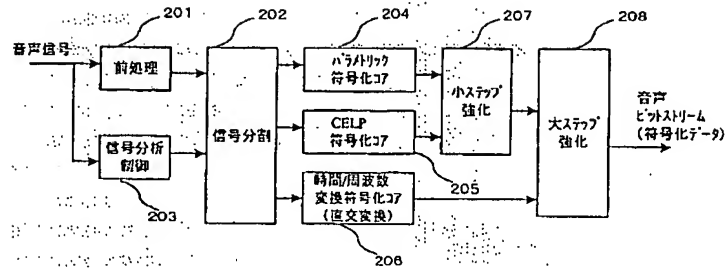 201
202
204
207
208
音声信号
前処理
信号分析
制御
203
信号分割
パラメトリック
符号化コア
CELP
符号化コア
205
時間/周波数
変換符号化コア
(直交変換)
206
小ステップ
強化
大ステップ
強化
音声
ビットストリーム
(符号化データ)